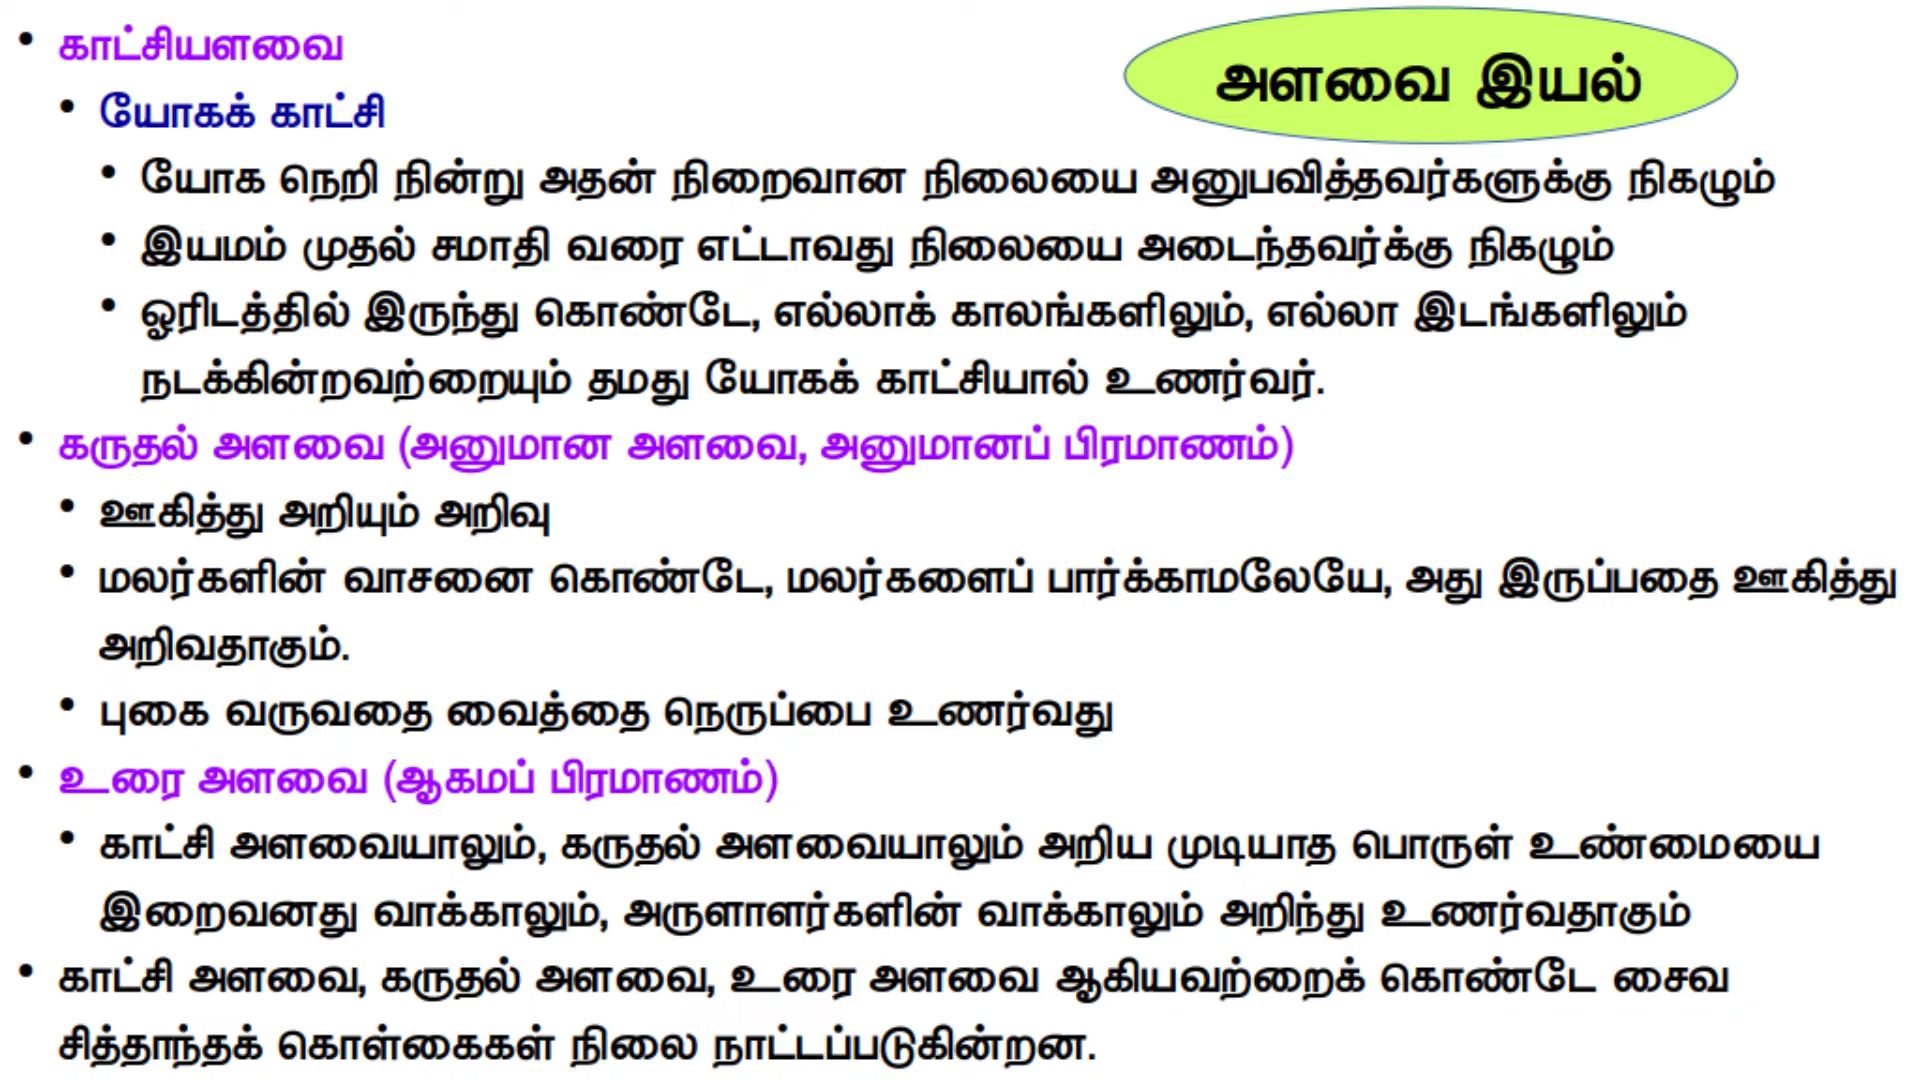 அளவை இயல்
• காட்சியளவை
• யோகக் காட்சி
• யோக நெறி நின்று அதன் நிறைவான நிலையை அனுபவித்தவர்களுக்கு நிகழும்
• இயமம் முதல் சமாதி வரை எட்டாவது நிலையை அடைந்தவர்க்கு நிகழும்
• ஓரிடத்தில் இருந்து கொண்டே, எல்லாக் காலங்களிலும், எல்லா இடங்களிலும்
நடக்கின்றவற்றையும் தமது யோகக் காட்சியால் உணர்வர்.
• கருதல் அளவை (அனுமான அளவை, அனுமானப் பிரமாணம்)
• ஊகித்து அறியும் அறிவு
• மலர்களின் வாசனை கொண்டே, மலர்களைப் பார்க்காமலேயே, அது இருப்பதை ஊகித்து
அறிவதாகும்.
• புகை வருவதை வைத்தை நெருப்பை உணர்வது
• உரை அளவை (ஆகமப் பிரமாணம்)
• காட்சி அளவையாலும், கருதல் அளவையாலும் அறிய முடியாத பொருள் உண்மையை
இறைவனது வாக்காலும், அருளாளர்களின் வாக்காலும் அறிந்து உணர்வதாகும்
• காட்சி அளவை, கருதல் அளவை, உரை அளவை ஆகியவற்றைக் கொண்டே சைவ
சித்தாந்தக் கொள்கைகள் நிலை நாட்டப்படுகின்றன.